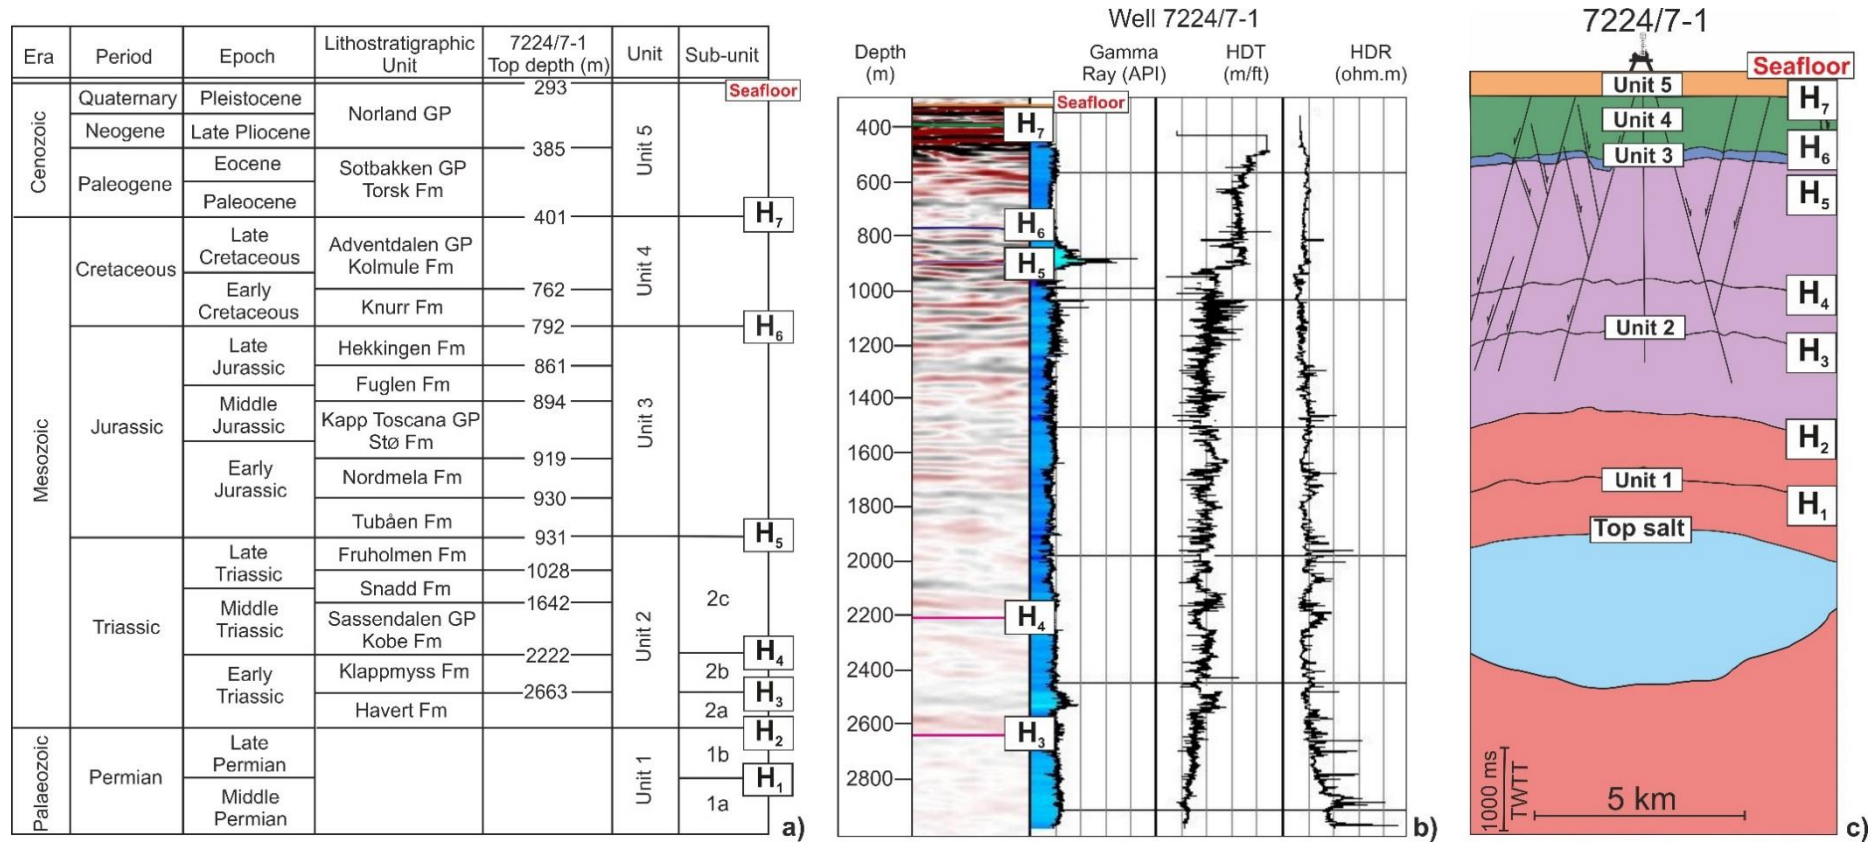 Era
Period
Epoch
Lithostratigraphic
Unit
7224/7-1
Top depth (m)
Unit
Sub-unit
293
Seafloor
Cenozoic
Quaternary
Pleistocene
Norland GP
Neogene
Late Pliocene
385
Paleogene
Eocene
Paleocene
Sotbakken GP
Torsk Fm
Unit 5
401
H7
Mesozoic
Cretaceous
Late
Cretaceous
Adventdalen GP
Kolmule Fm
Unit 4
762
Early
Cretaceous
Knurr Fm
792
H6
Jurassic
Late
Jurassic
Hekkingen Fm
861
Fuglen Fm
894
Middle
Jurassic
Kapp Toscana GP
Stø Fm
Unit 3
919
Early
Jurassic
Nordmela Fm
930
Tubåen Fm
931
H5
Triassic
Late
Triassic
Fruholmen Fm
1028
Snadd Fm
1642
Middle
Triassic
Sassendalen GP
Kobe Fm
Unit 2
2c
2222
H4
Early
Triassic
Klappmyss Fm
2b
2663
H3
Havert Fm
2a
H2
Palaeozoic
Permian
Late
Permian
Unit 1
1b
H1
Middle
Permian
1a
a)
Well 7224/7-1
Depth
(m)
Gamma
Ray (API)
HDT
(m/ft)
HDR
(ohm.m)
Seafloor
400
H7
600
H6
800
H5
1000
1200
1400
1600
1800
2000
2200
H4
2400
2600
H3
2800
b)
7224/7-1
Seafloor
Unit 5
H7
Unit 4
H6
Unit 3
H5
H4
Unit 2
H3
H2
Unit 1
H1
Top salt
1000 ms
TWTT
5 km
c)